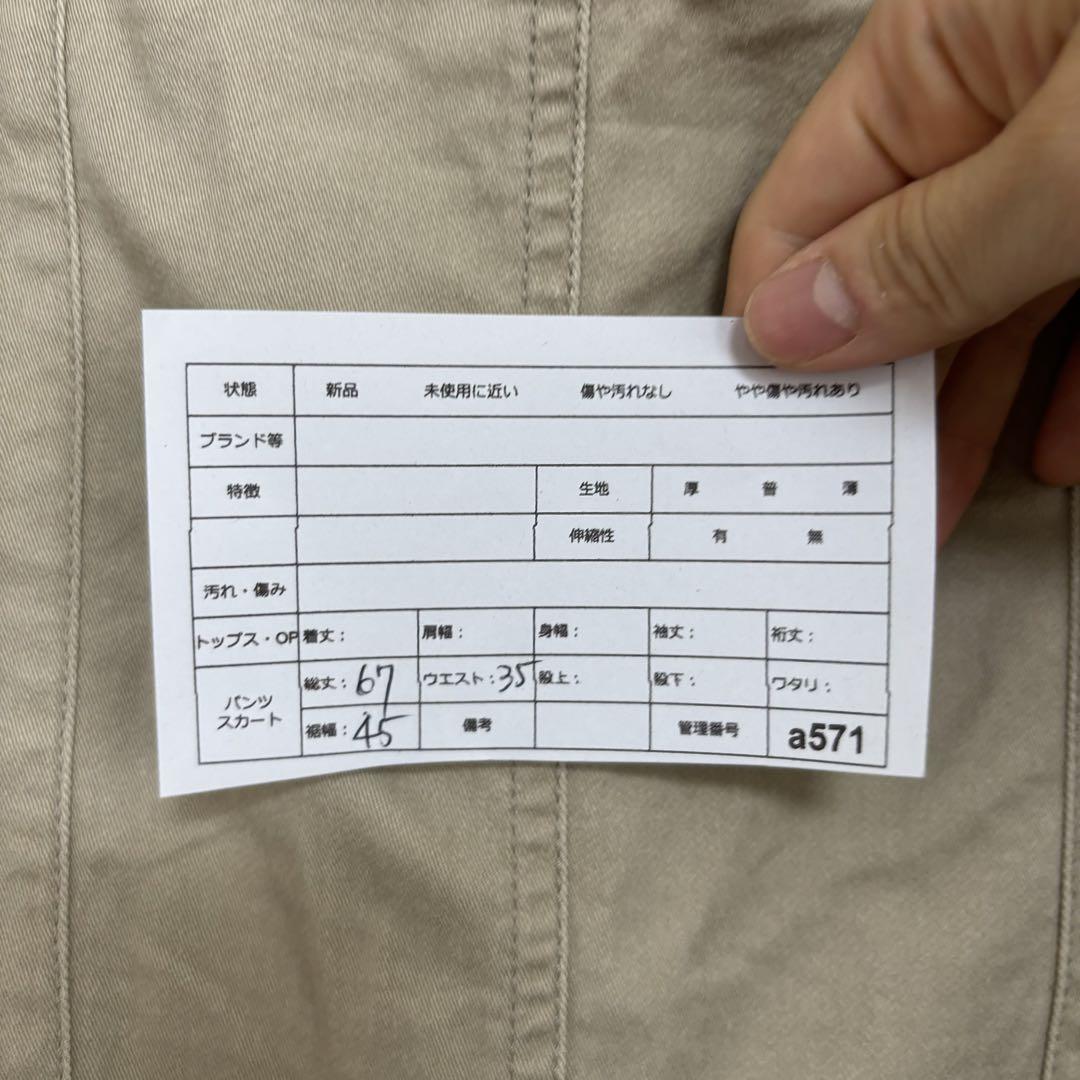 状態 新品 未使用に近い 傷や汚れなし やや傷や汚れあり
ブランド等
特徴 生地 厚 普 薄
伸縮性 有 無
汚れ・傷み
トップス・OP 着丈： 肩幅： 身幅： 袖丈： 裄丈：
パンツ スカート 総丈：67 ウエスト：35 股上： 股下： ワタリ：
裾幅：45 備考 管理番号 a571